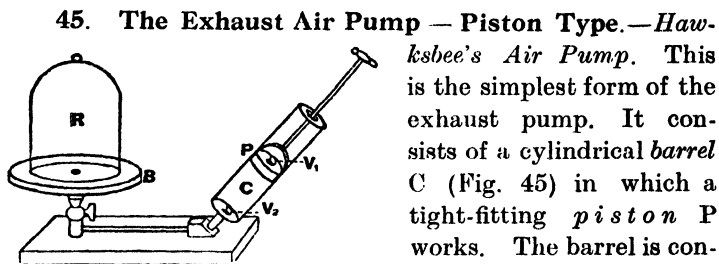 45. The Exhaust Air Pump — Piston Type.—Haw-
ksbee's Air Pump. This
is the simplest form of the
exhaust pump. It con-
sists of a cylindrical barrel
C (Fig. 45) in which a
tight-fitting piston P
works. The barrel is con-
R
B
P
V₁
C
V₂